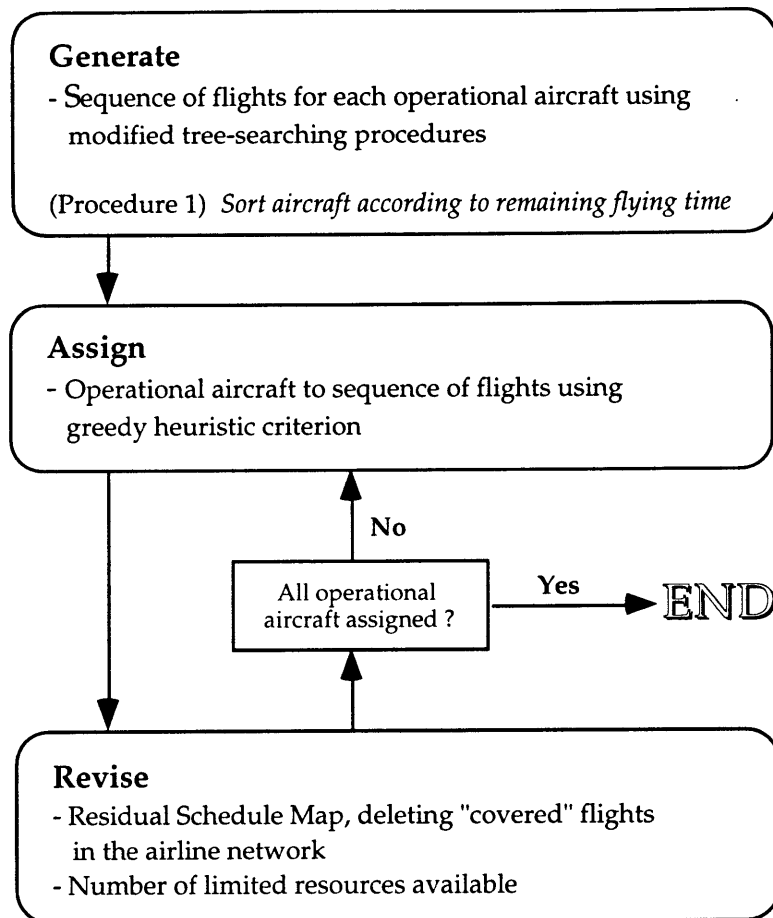 Generate
- Sequence of flights for each operational aircraft using
modified tree-searching procedures
(Procedure 1) Sort aircraft according to remaining flying time
Assign
- Operational aircraft to sequence of flights using
greedy heuristic criterion
No
All operational
aircraft assigned ?
Yes
END
Revise
- Residual Schedule Map, deleting "covered" flights
in the airline network
- Number of limited resources available